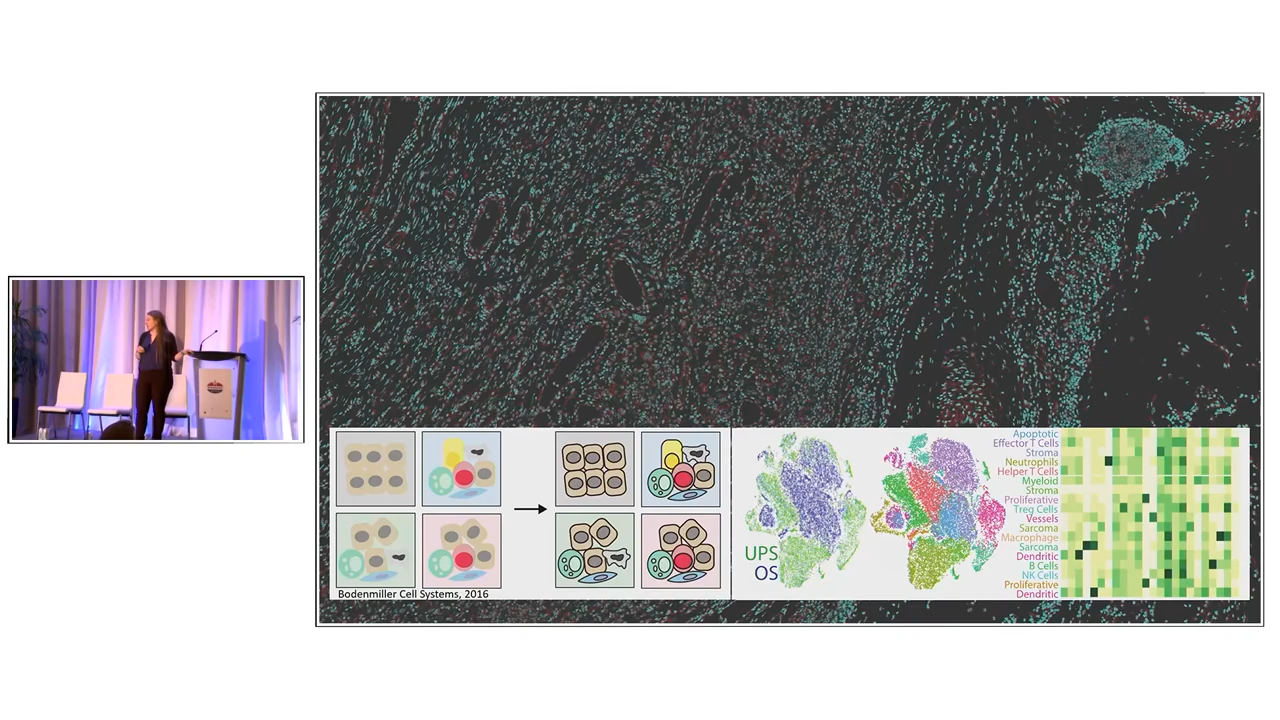 Bodenmiller Cell Systems, 2016
UPS
OS
Apoptotic
Effector T Cells
Stroma
Neutrophils
Helper T Cells
Myeloid
Stroma
Proliferative
Treg Cells
Vessels
Sarcoma
Macrophage
Sarcoma
Dendritic
B Cells
NK Cells
Proliferative
Dendritic